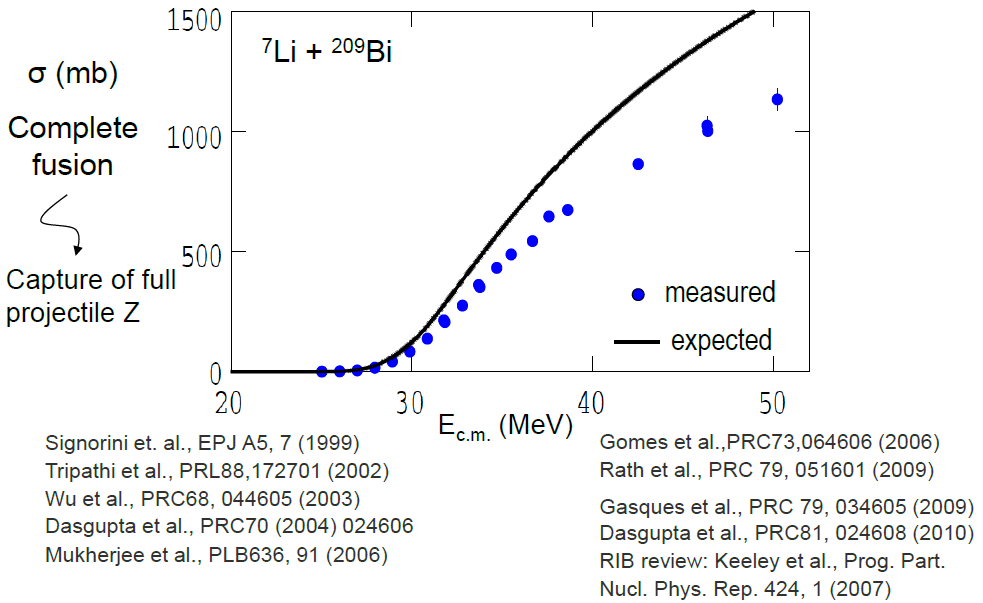 1500
⁷Li + ²⁰⁹Bi
σ (mb)
Complete
fusion
1000
500
Capture of full
projectile Z
measured
expected
0
20
30
40
50
E c.m. (MeV)
Signorini et. al., EPJ A5, 7 (1999)
Tripathi et al., PRL88,172701 (2002)
Wu et al., PRC68, 044605 (2003)
Dasgupta et al., PRC70 (2004) 024606
Mukherjee et al., PLB636, 91 (2006)
Gomes et al.,PRC73,064606 (2006)
Rath et al., PRC 79, 051601 (2009)
Gasques et al., PRC 79, 034605 (2009)
Dasgupta et al., PRC81, 024608 (2010)
RIB review: Keeley et al., Prog. Part.
Nucl. Phys. Rep. 424, 1 (2007)